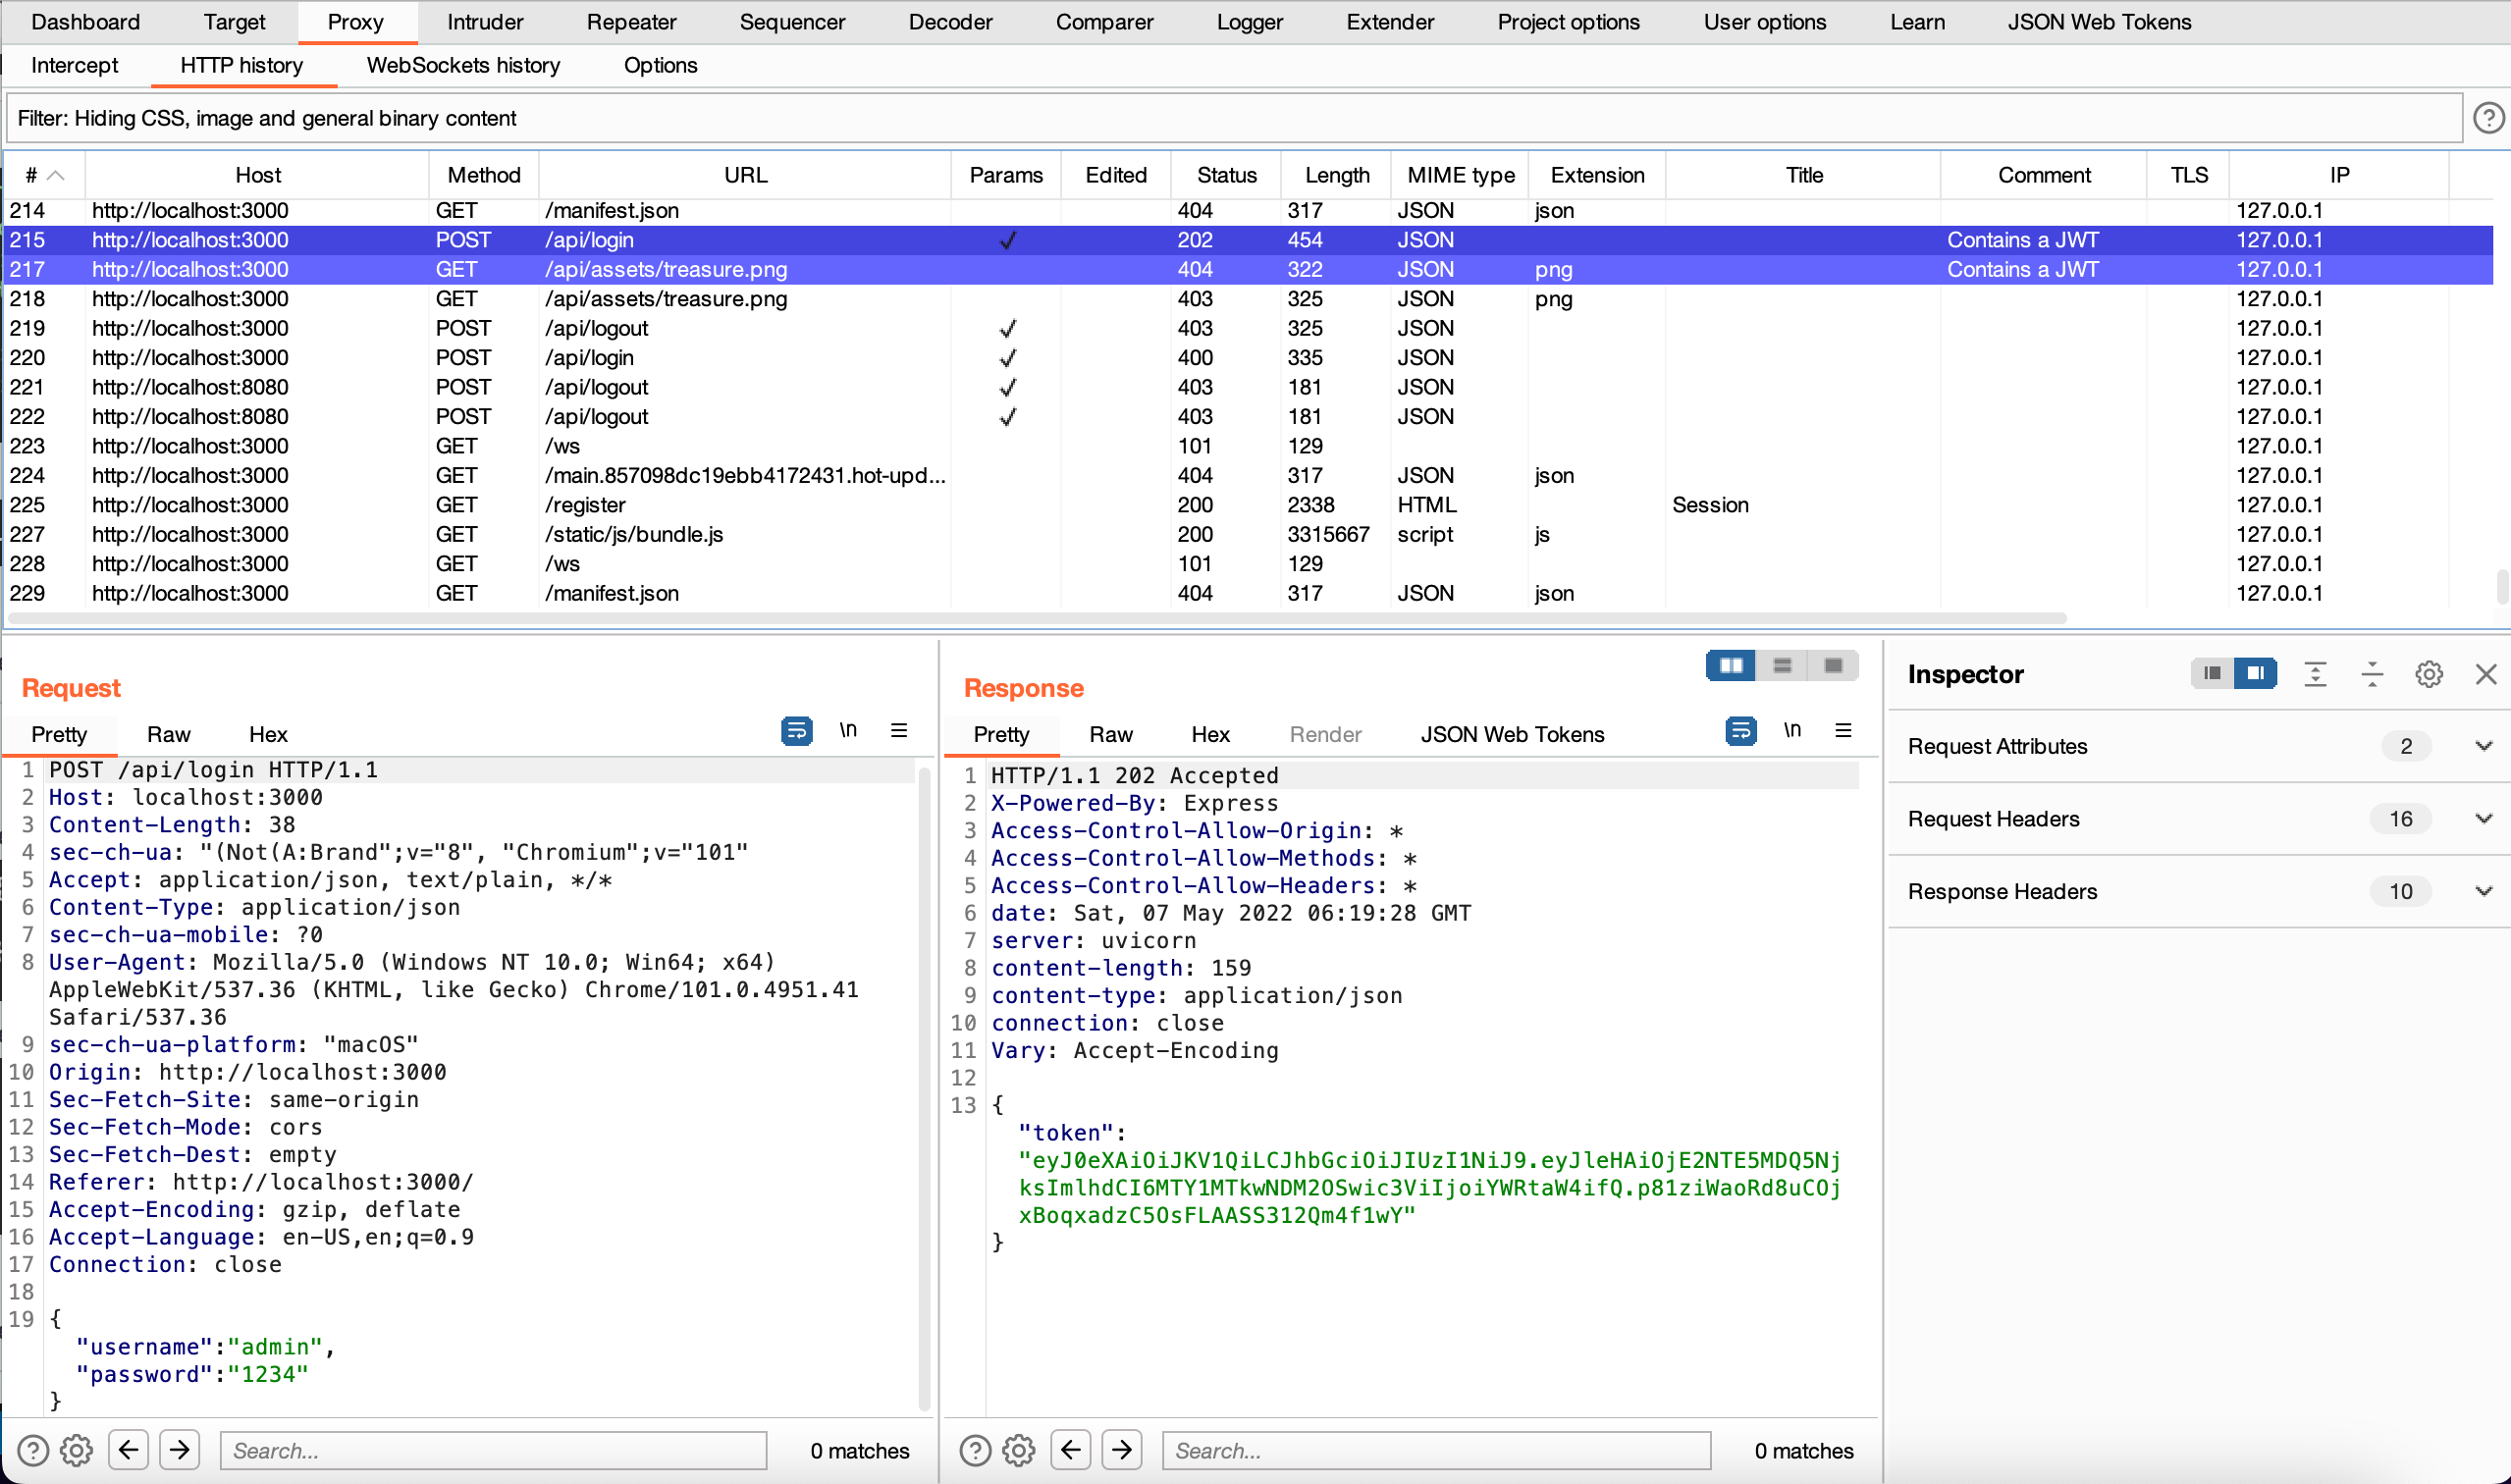 Dashboard Target Proxy Intruder Repeater Sequencer Decoder Comparer Logger Extender Project options User options Learn JSON Web Tokens
Intercept HTTP history WebSockets history Options
Filter: Hiding CSS, image and general binary content
# Host Method URL Params Edited Status Length MIME type Extension Title Comment TLS IP
214 http://localhost:3000 GET /manifest.json 404 317 JSON json 127.0.0.1
215 http://localhost:3000 POST /api/login ✓ 202 454 JSON Contains a JWT 127.0.0.1
217 http://localhost:3000 GET /api/assets/treasure.png 404 322 JSON png Contains a JWT 127.0.0.1
218 http://localhost:3000 GET /api/assets/treasure.png 403 325 JSON png 127.0.0.1
219 http://localhost:3000 POST /api/logout ✓ 403 325 JSON 127.0.0.1
220 http://localhost:3000 POST /api/login ✓ 400 335 JSON 127.0.0.1
221 http://localhost:8080 POST /api/logout ✓ 403 181 JSON 127.0.0.1
222 http://localhost:8080 POST /api/logout ✓ 403 181 JSON 127.0.0.1
223 http://localhost:3000 GET /ws 101 129 127.0.0.1
224 http://localhost:3000 GET /main.857098dc19ebb4172431.hot-upd... 404 317 JSON json 127.0.0.1
225 http://localhost:3000 GET /register 200 2338 HTML Session 127.0.0.1
227 http://localhost:3000 GET /static/js/bundle.js 200 3315667 script js 127.0.0.1
228 http://localhost:3000 GET /ws 101 129 127.0.0.1
229 http://localhost:3000 GET /manifest.json 404 317 JSON json 127.0.0.1
Request
Pretty Raw Hex \n
1 POST /api/login HTTP/1.1
2 Host: localhost:3000
3 Content-Length: 38
4 sec-ch-ua: "(Not(A:Brand";v="8", "Chromium";v="101"
5 Accept: application/json, text/plain, */*
6 Content-Type: application/json
7 sec-ch-ua-mobile: ?0
8 User-Agent: Mozilla/5.0 (Windows NT 10.0; Win64; x64)
AppleWebKit/537.36 (KHTML, like Gecko) Chrome/101.0.4951.41
Safari/537.36
9 sec-ch-ua-platform: "macOS"
10 Origin: http://localhost:3000
11 Sec-Fetch-Site: same-origin
12 Sec-Fetch-Mode: cors
13 Sec-Fetch-Dest: empty
14 Referer: http://localhost:3000/
15 Accept-Encoding: gzip, deflate
16 Accept-Language: en-US,en;q=0.9
17 Connection: close
18
19 {
"username":"admin",
"password":"1234"
}
Search... 0 matches
Response
Pretty Raw Hex Render JSON Web Tokens \n
1 HTTP/1.1 202 Accepted
2 X-Powered-By: Express
3 Access-Control-Allow-Origin: *
4 Access-Control-Allow-Methods: *
5 Access-Control-Allow-Headers: *
6 date: Sat, 07 May 2022 06:19:28 GMT
7 server: uvicorn
8 content-length: 159
9 content-type: application/json
10 connection: close
11 Vary: Accept-Encoding
12
13 {
"token":
"eyJ0eXAiOiJKV1QiLCJhbGciOiJIUzI1NiJ9.eyJleHAiOjE2NTE5MDQ5Nj
ksImlhdCI6MTY1MTkwNDM2OSwic3ViIjoiYWRtaW4ifQ.p81ziWaoRd8uCOj
xBoqxadzC5OsFLAASS312Qm4f1wY"
}
Search... 0 matches
Inspector
Request Attributes 2
Request Headers 16
Response Headers 10